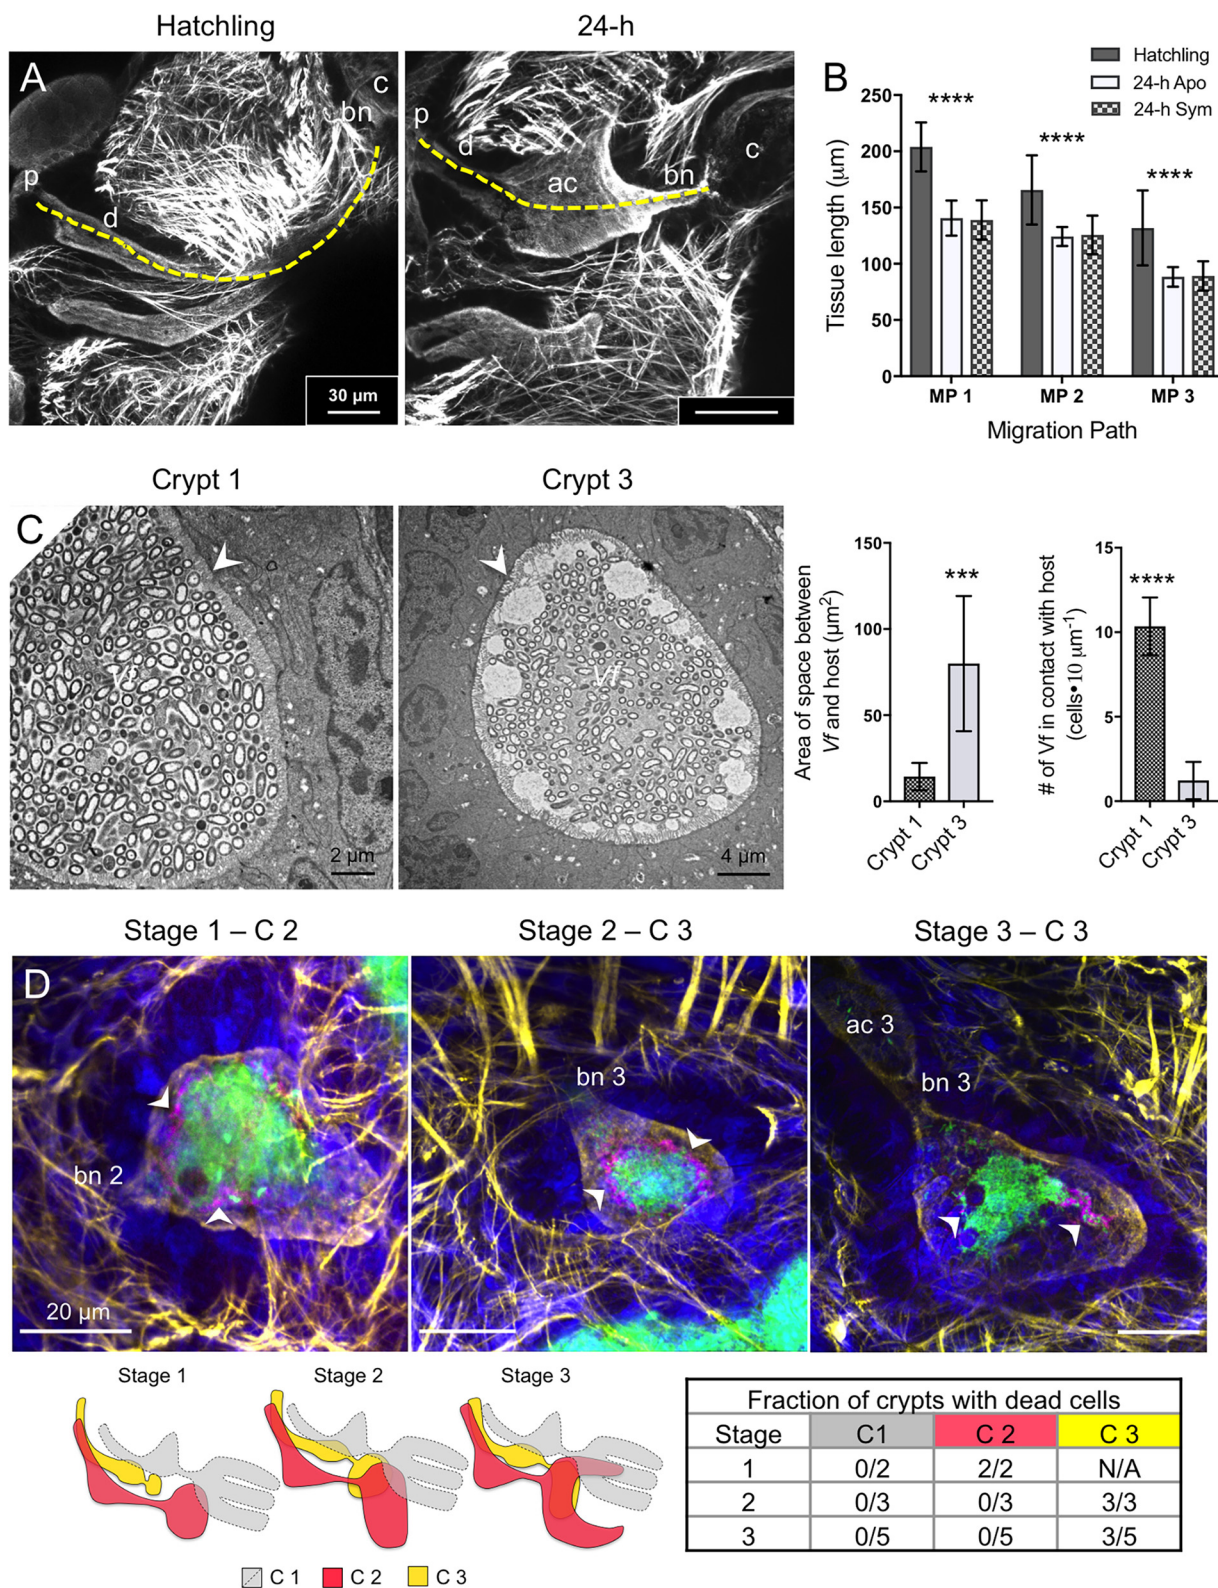 Hatchling
24-h
A
c
bn
p
d
30 µm
p
d
ac
bn
c
B
Hatchling
24-h Apo
24-h Sym
Tissue length (µm)
250
200
150
100
50
0
****
****
****
MP 1
MP 2
MP 3
Migration Path
Crypt 1
Crypt 3
C
Vf
2 µm
Vf
4 µm
Area of space between
Vf and host (µm²)
150
100
50
0
***
Crypt 1
Crypt 3
# of Vf in contact with host
(cells•10 µm⁻¹)
15
10
5
0
****
Crypt 1
Crypt 3
Stage 1 – C 2
Stage 2 – C 3
Stage 3 – C 3
D
bn 2
20 µm
bn 3
ac 3
bn 3
Stage 1
Stage 2
Stage 3
C 1
C 2
C 3
Fraction of crypts with dead cells
Stage C1 C 2 C 3
1 0/2 2/2 N/A
2 0/3 0/3 3/3
3 0/5 0/5 3/5